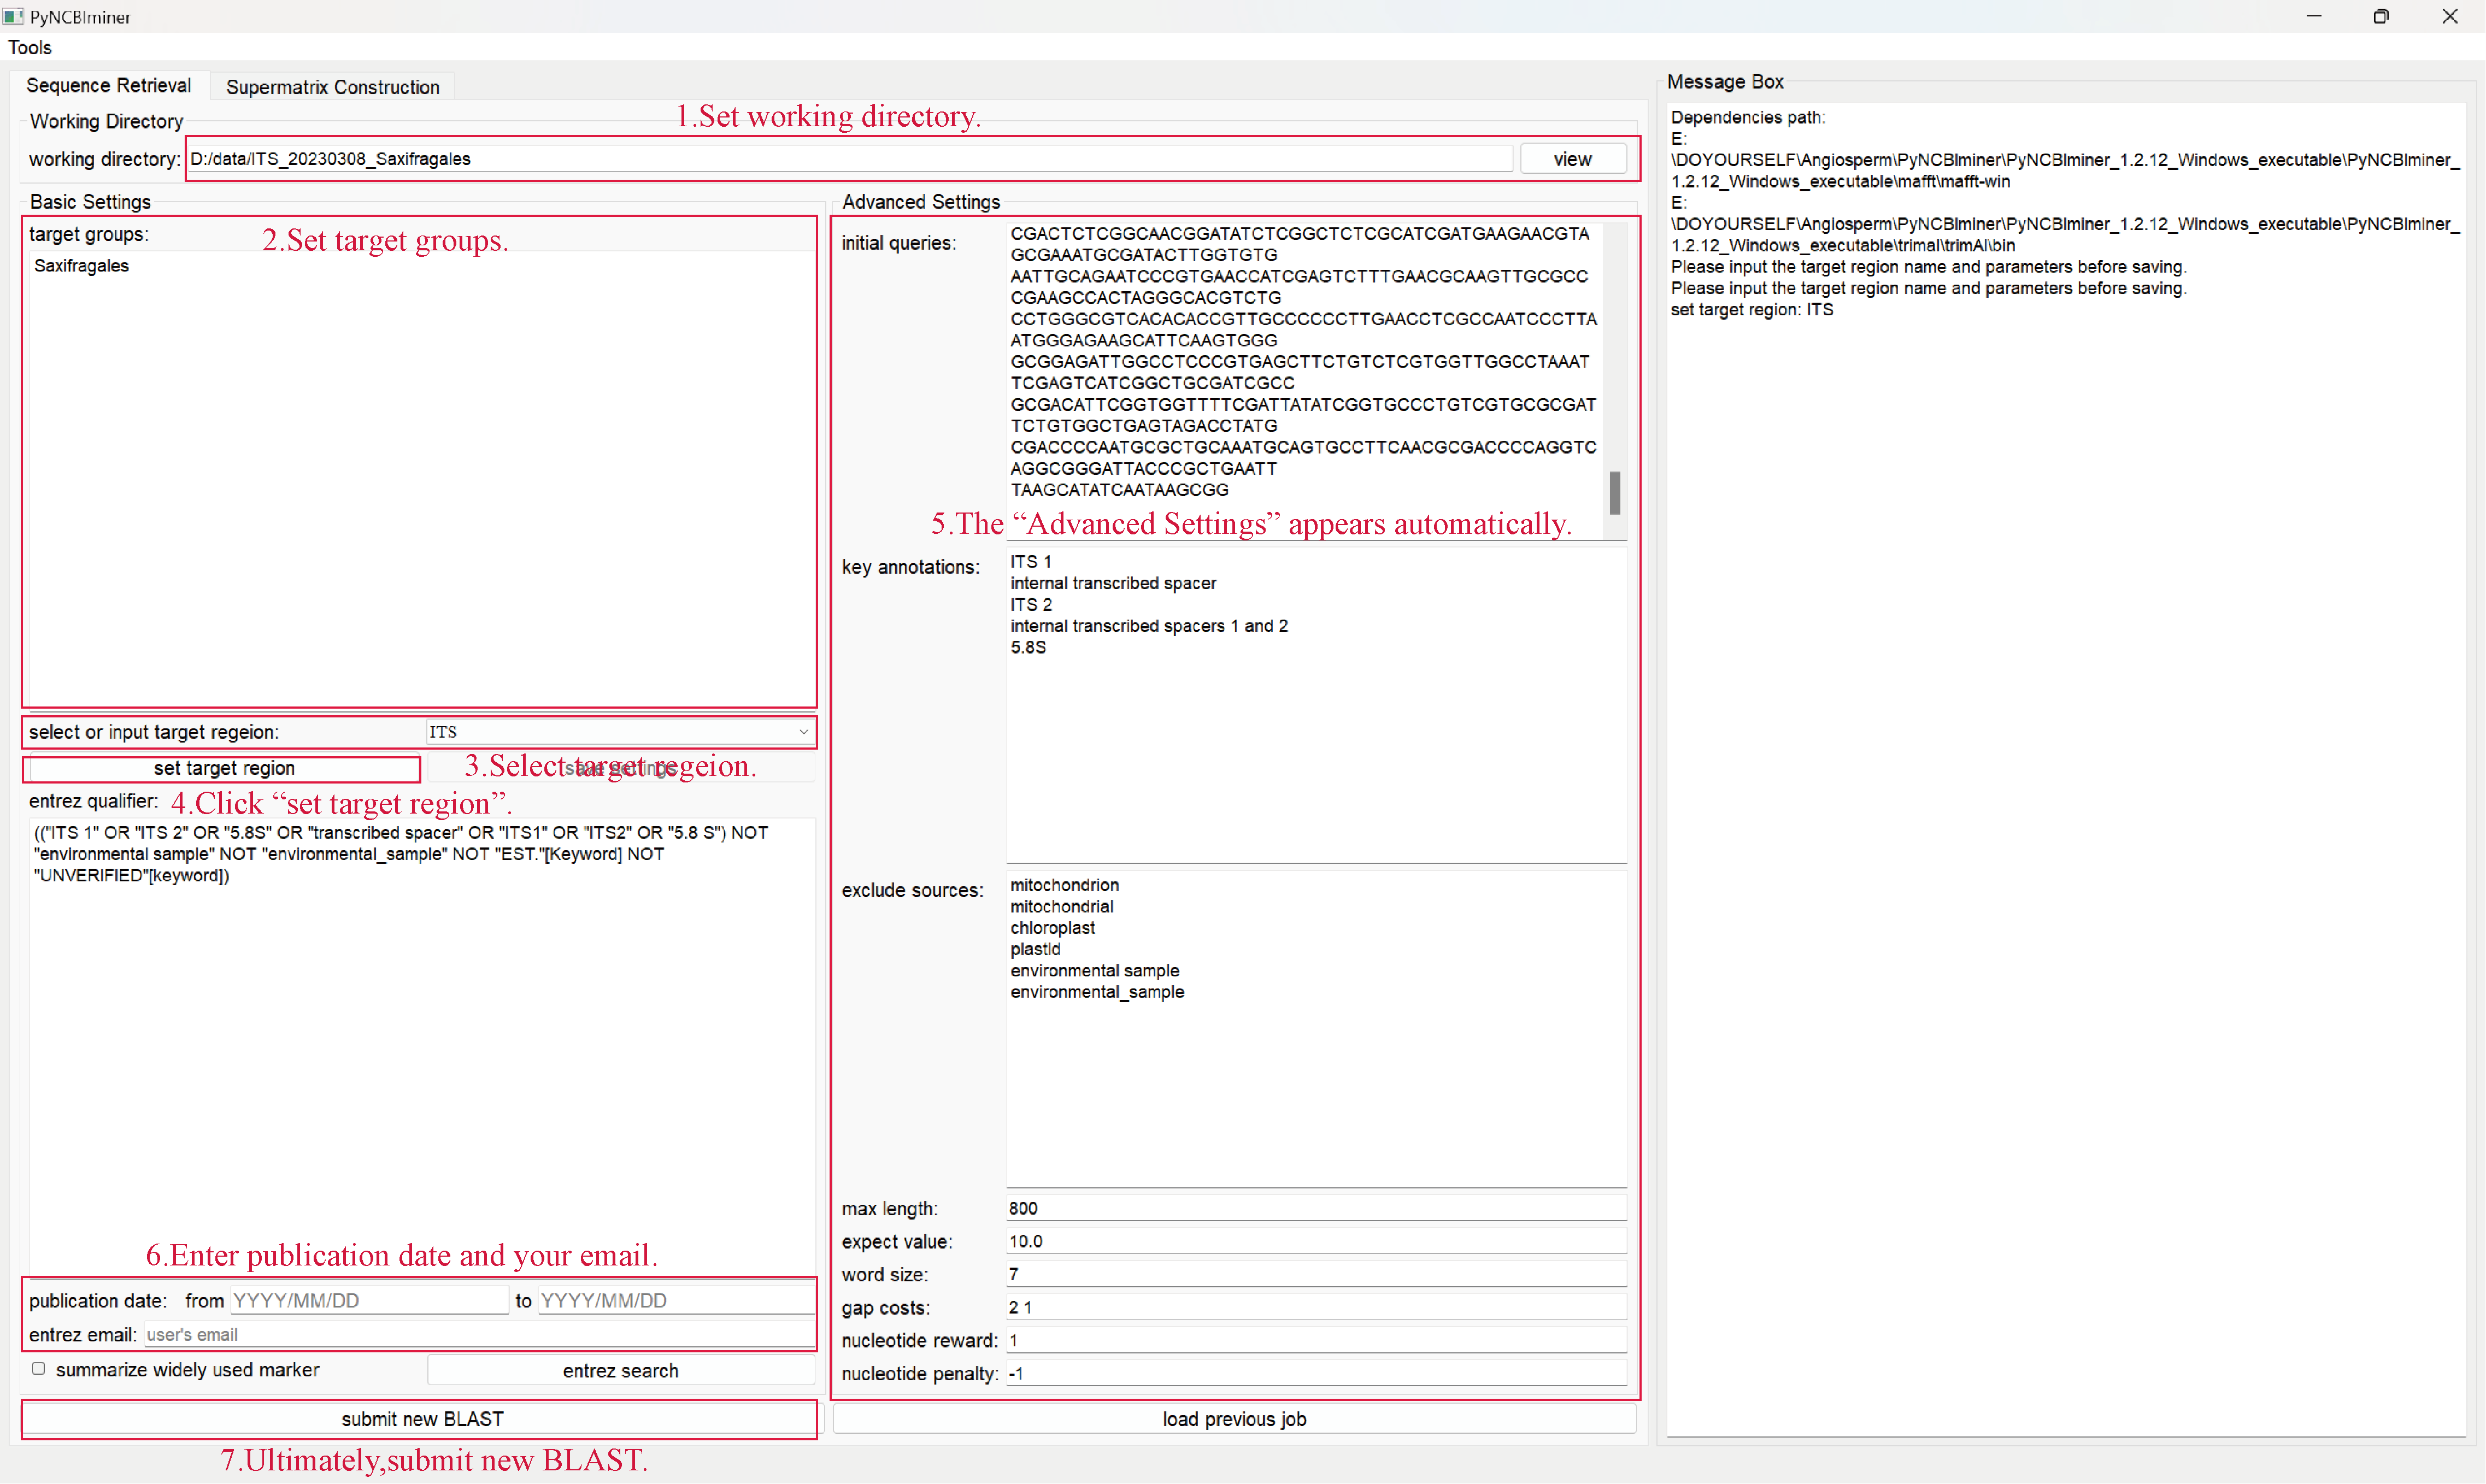 PyNCBIminer
Tools
Sequence Retrieval
Supermatrix Construction
1.Set working directory.
Working Directory
working directory: D:/data/ITS_20230308_Saxifragales view
Basic Settings
target groups:
2.Set target groups.
Saxifragales
select or input target regeion: ITS
set target region
save settings
3.Select target regeion.
entrez qualifier:
4.Click “set target region”.
(("ITS 1" OR "ITS 2" OR "5.8S" OR "transcribed spacer" OR "ITS1" OR "ITS2" OR "5.8 S") NOT
"environmental sample" NOT "environmental_sample" NOT "EST."[Keyword] NOT
"UNVERIFIED"[keyword])
6.Enter publication date and your email.
publication date: from YYYY/MM/DD to YYYY/MM/DD
entrez email: user's email
summarize widely used marker
entrez search
submit new BLAST
7.Ultimately,submit new BLAST.
Advanced Settings
initial queries:
CGACTCTCGGCAACGGATATCTCGGCTCTCGCATCGATGAAGAACGTA
GCGAAATGCGATACTTGGTGTG
AATTGCAGAATCCCGTGAACCATCGAGTCTTTGAACGCAAGTTGCGCC
CGAAGCCACTAGGGCACGTCTG
CCTGGGCGTCACACACCGTTGCCCCCCTTGAACCTCGCCAATCCCTTA
ATGGGAGAAGCATTCAAGTGGG
GCGGAGATTGGCCTCCCGTGAGCTTCTGTCTCGTGGTTGGCCTAAAT
TCGAGTCATCGGCTGCGATCGCC
GCGACATTCGGTGGTTTTCGATTATATCGGTGCCCTGTCGTGCGCGAT
TCTGTGGCTGAGTAGACCTATG
CGACCCCAATGCGCTGCAAATGCAGTGCCTTCAACGCGACCCCAGGTC
AGGCGGGATTACCCGCTGAATT
TAAGCATATCAATAAGCGG
5.The “Advanced Settings” appears automatically.
key annotations:
ITS 1
internal transcribed spacer
ITS 2
internal transcribed spacers 1 and 2
5.8S
exclude sources:
mitochondrion
mitochondrial
chloroplast
plastid
environmental sample
environmental_sample
max length: 800
expect value: 10.0
word size: 7
gap costs: 2 1
nucleotide reward: 1
nucleotide penalty: -1
load previous job
Message Box
Dependencies path:
E:
\DOYOURSELF\Angiosperm\PyNCBIminer\PyNCBIminer_1.2.12_Windows_executable\PyNCBIminer_
1.2.12_Windows_executable\mafft\mafft-win
E:
\DOYOURSELF\Angiosperm\PyNCBIminer\PyNCBIminer_1.2.12_Windows_executable\PyNCBIminer_
1.2.12_Windows_executable\trimal\trimAl\bin
Please input the target region name and parameters before saving.
Please input the target region name and parameters before saving.
set target region: ITS